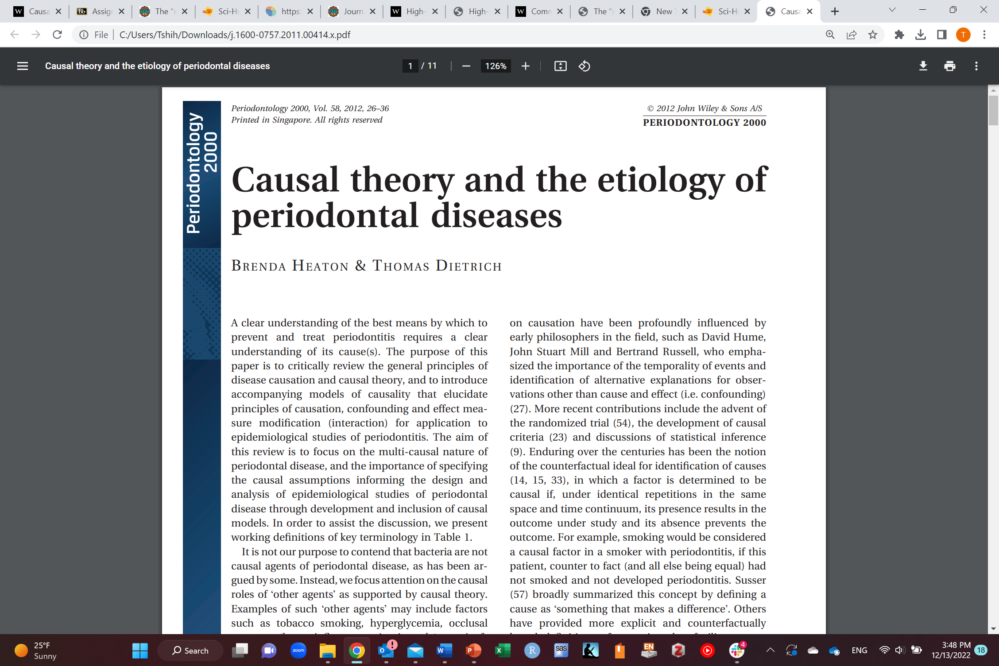 Causa
Assig
The "s
Sci-H
https:
Journ
High-
High-
Comn
The "s
New
Sci-H
Causa
File
C:/Users/Tshih/Downloads/j.1600-0757.2011.00414.x.pdf
T
Causal theory and the etiology of periodontal diseases
1 / 11
126%
Periodontology
2000
Periodontology 2000, Vol. 58, 2012, 26–36
Printed in Singapore. All rights reserved
© 2012 John Wiley & Sons A/S
PERIODONTOLOGY 2000
Causal theory and the etiology of
periodontal diseases
BRENDA HEATON & THOMAS DIETRICH
A clear understanding of the best means by which to
prevent and treat periodontitis requires a clear
understanding of its cause(s). The purpose of this
paper is to critically review the general principles of
disease causation and causal theory, and to introduce
accompanying models of causality that elucidate
principles of causation, confounding and effect mea-
sure modification (interaction) for application to
epidemiological studies of periodontitis. The aim of
this review is to focus on the multi-causal nature of
periodontal disease, and the importance of specifying
the causal assumptions informing the design and
analysis of epidemiological studies of periodontal
disease through development and inclusion of causal
models. In order to assist the discussion, we present
working definitions of key terminology in Table 1.
It is not our purpose to contend that bacteria are not
causal agents of periodontal disease, as has been ar-
gued by some. Instead, we focus attention on the causal
roles of ‘other agents’ as supported by causal theory.
Examples of such ‘other agents’ may include factors
such as tobacco smoking, hyperglycemia, occlusal
on causation have been profoundly influenced by
early philosophers in the field, such as David Hume,
John Stuart Mill and Bertrand Russell, who empha-
sized the importance of the temporality of events and
identification of alternative explanations for obser-
vations other than cause and effect (i.e. confounding)
(27). More recent contributions include the advent of
the randomized trial (54), the development of causal
criteria (23) and discussions of statistical inference
(9). Enduring over the centuries has been the notion
of the counterfactual ideal for identification of causes
(14, 15, 33), in which a factor is determined to be
causal if, under identical repetitions in the same
space and time continuum, its presence results in the
outcome under study and its absence prevents the
outcome. For example, smoking would be considered
a causal factor in a smoker with periodontitis, if this
patient, counter to fact (and all else being equal) had
not smoked and not developed periodontitis. Susser
(57) broadly summarized this concept by defining a
cause as ‘something that makes a difference’. Others
have provided more explicit and counterfactually
25°F
Sunny
Search
zoom
R
sas
EN
4
ENG
3:48 PM
12/13/2022
18